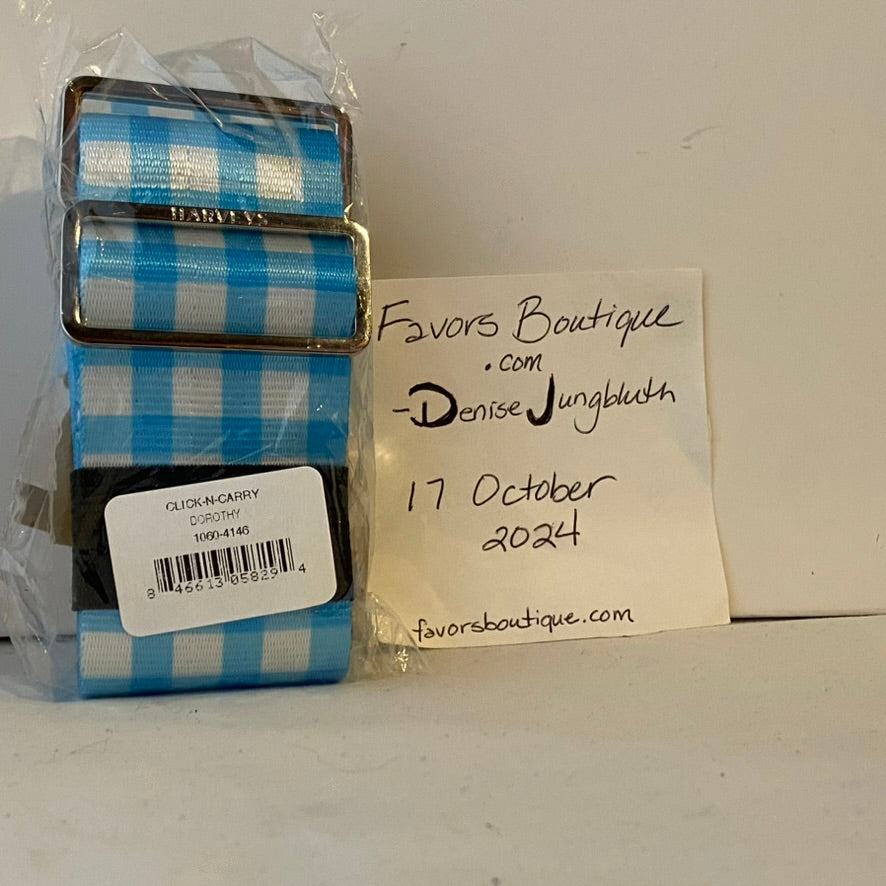 HARVEYS
CLICK-N-CARRY
DOROTHY
1060-4146
8 46613 05829 4
Favors Boutique
.com
-Denise Jungbluth
17 October
2024
favorsboutique.com